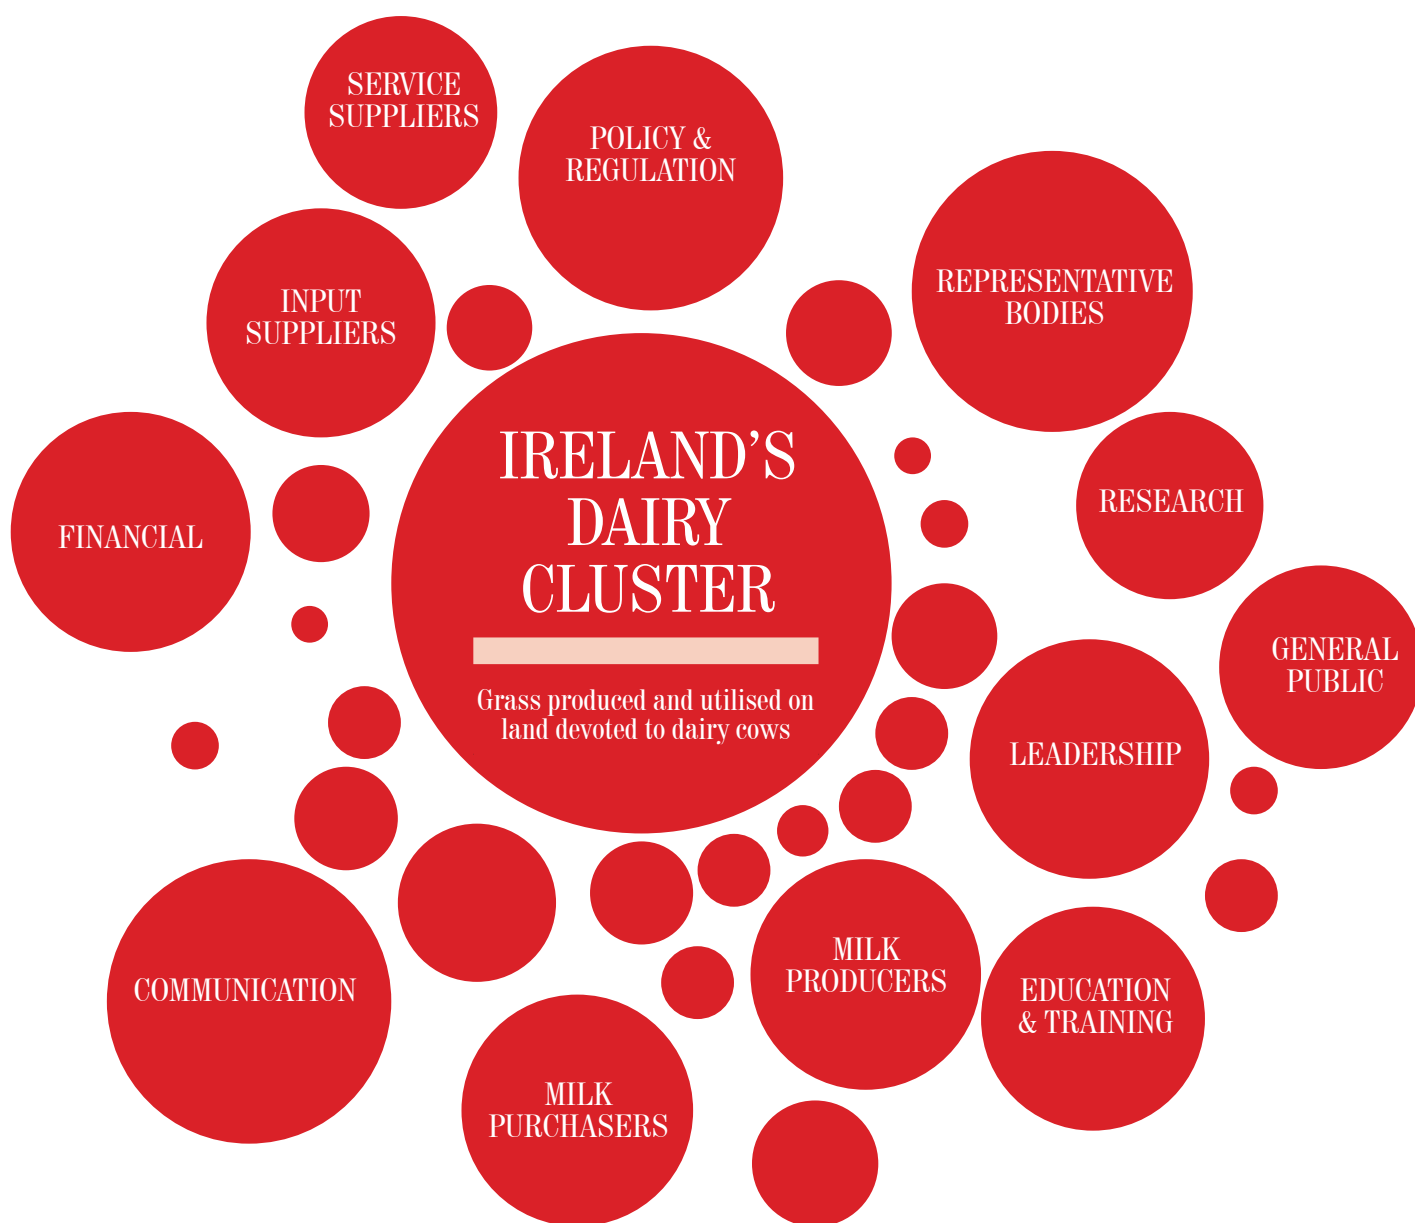 SERVICE
SUPPLIERS
POLICY &
REGULATION
REPRESENTATIVE
BODIES
INPUT
SUPPLIERS
IRELAND’S
DAIRY
CLUSTER
Grass produced and utilised on
land devoted to dairy cows
RESEARCH
FINANCIAL
GENERAL
PUBLIC
LEADERSHIP
MILK
PRODUCERS
EDUCATION
& TRAINING
COMMUNICATION
MILK
PURCHASERS